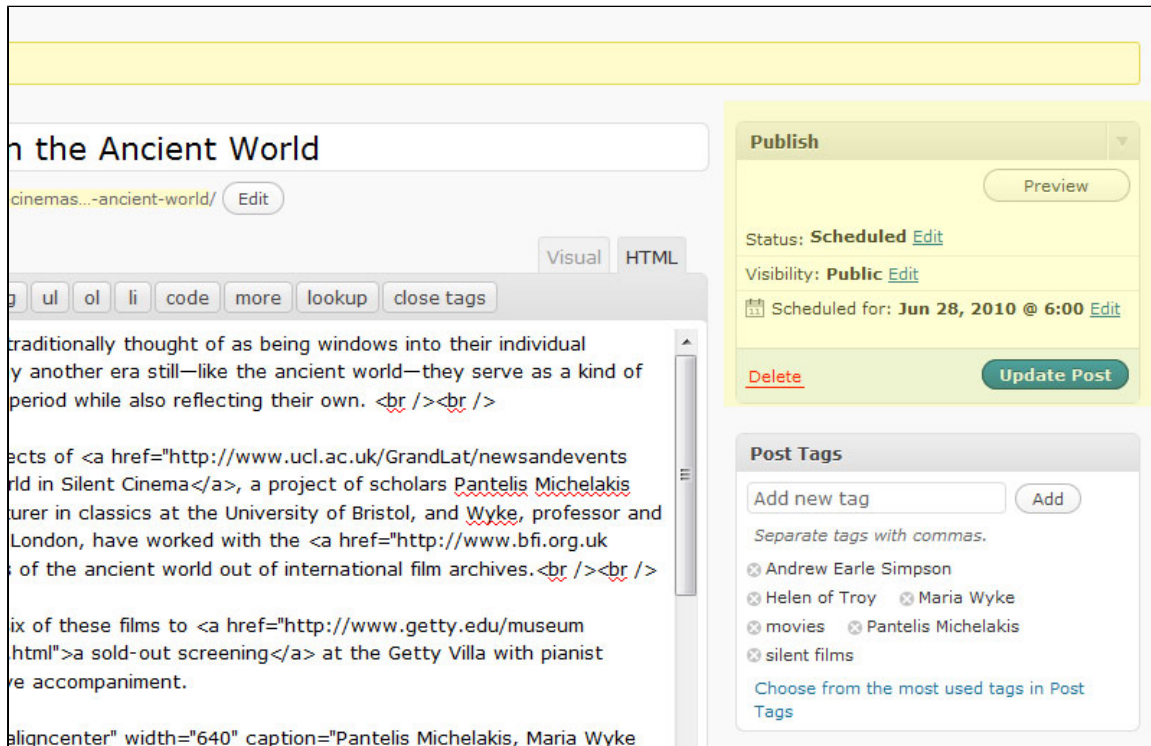 n the Ancient World
cinemas...-ancient-world/ Edit
Visual HTML
g ul ol li code more lookup close tags
traditionally thought of as being windows into their individual
y another era still—like the ancient world—they serve as a kind of
period while also reflecting their own. <br /><br />
ects of <a href="http://www.ucl.ac.uk/GrandLat/newsandevents
rld in Silent Cinema</a>, a project of scholars Pantelis Michelakis
turer in classics at the University of Bristol, and Wyke, professor and
London, have worked with the <a href="http://www.bfi.org.uk
s of the ancient world out of international film archives.<br /><br />
ix of these films to <a href="http://www.getty.edu/museum
.html">a sold-out screening</a> at the Getty Villa with pianist
ve accompaniment.
aligncenter" width="640" caption="Pantelis Michelakis, Maria Wyke
Publish
Preview
Status: Scheduled Edit
Visibility: Public Edit
Scheduled for: Jun 28, 2010 @ 6:00 Edit
Delete Update Post
Post Tags
Add new tag Add
Separate tags with commas.
Andrew Earle Simpson
Helen of Troy Maria Wyke
movies Pantelis Michelakis
silent films
Choose from the most used tags in Post
Tags